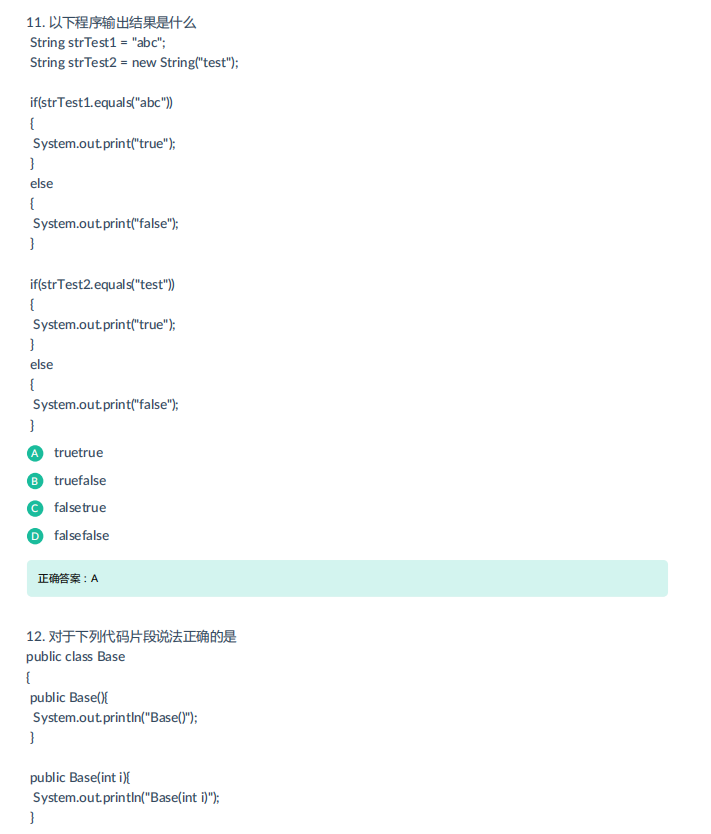 11. 以下程序输出结果是什么
String strTest1 = "abc";
String strTest2 = new String("test");
if(strTest1.equals("abc"))
{
System.out.print("true");
}
else
{
System.out.print("false");
}
if(strTest2.equals("test"))
{
System.out.print("true");
}
else
{
System.out.print("false");
}
A truetrue
B truefalse
C falsetrue
D falsefalse
正确答案：A
12. 对于下列代码片段说法正确的是
public class Base
{
public Base(){
System.out.println("Base()");
}
public Base(int i){
System.out.println("Base(int i)");
}